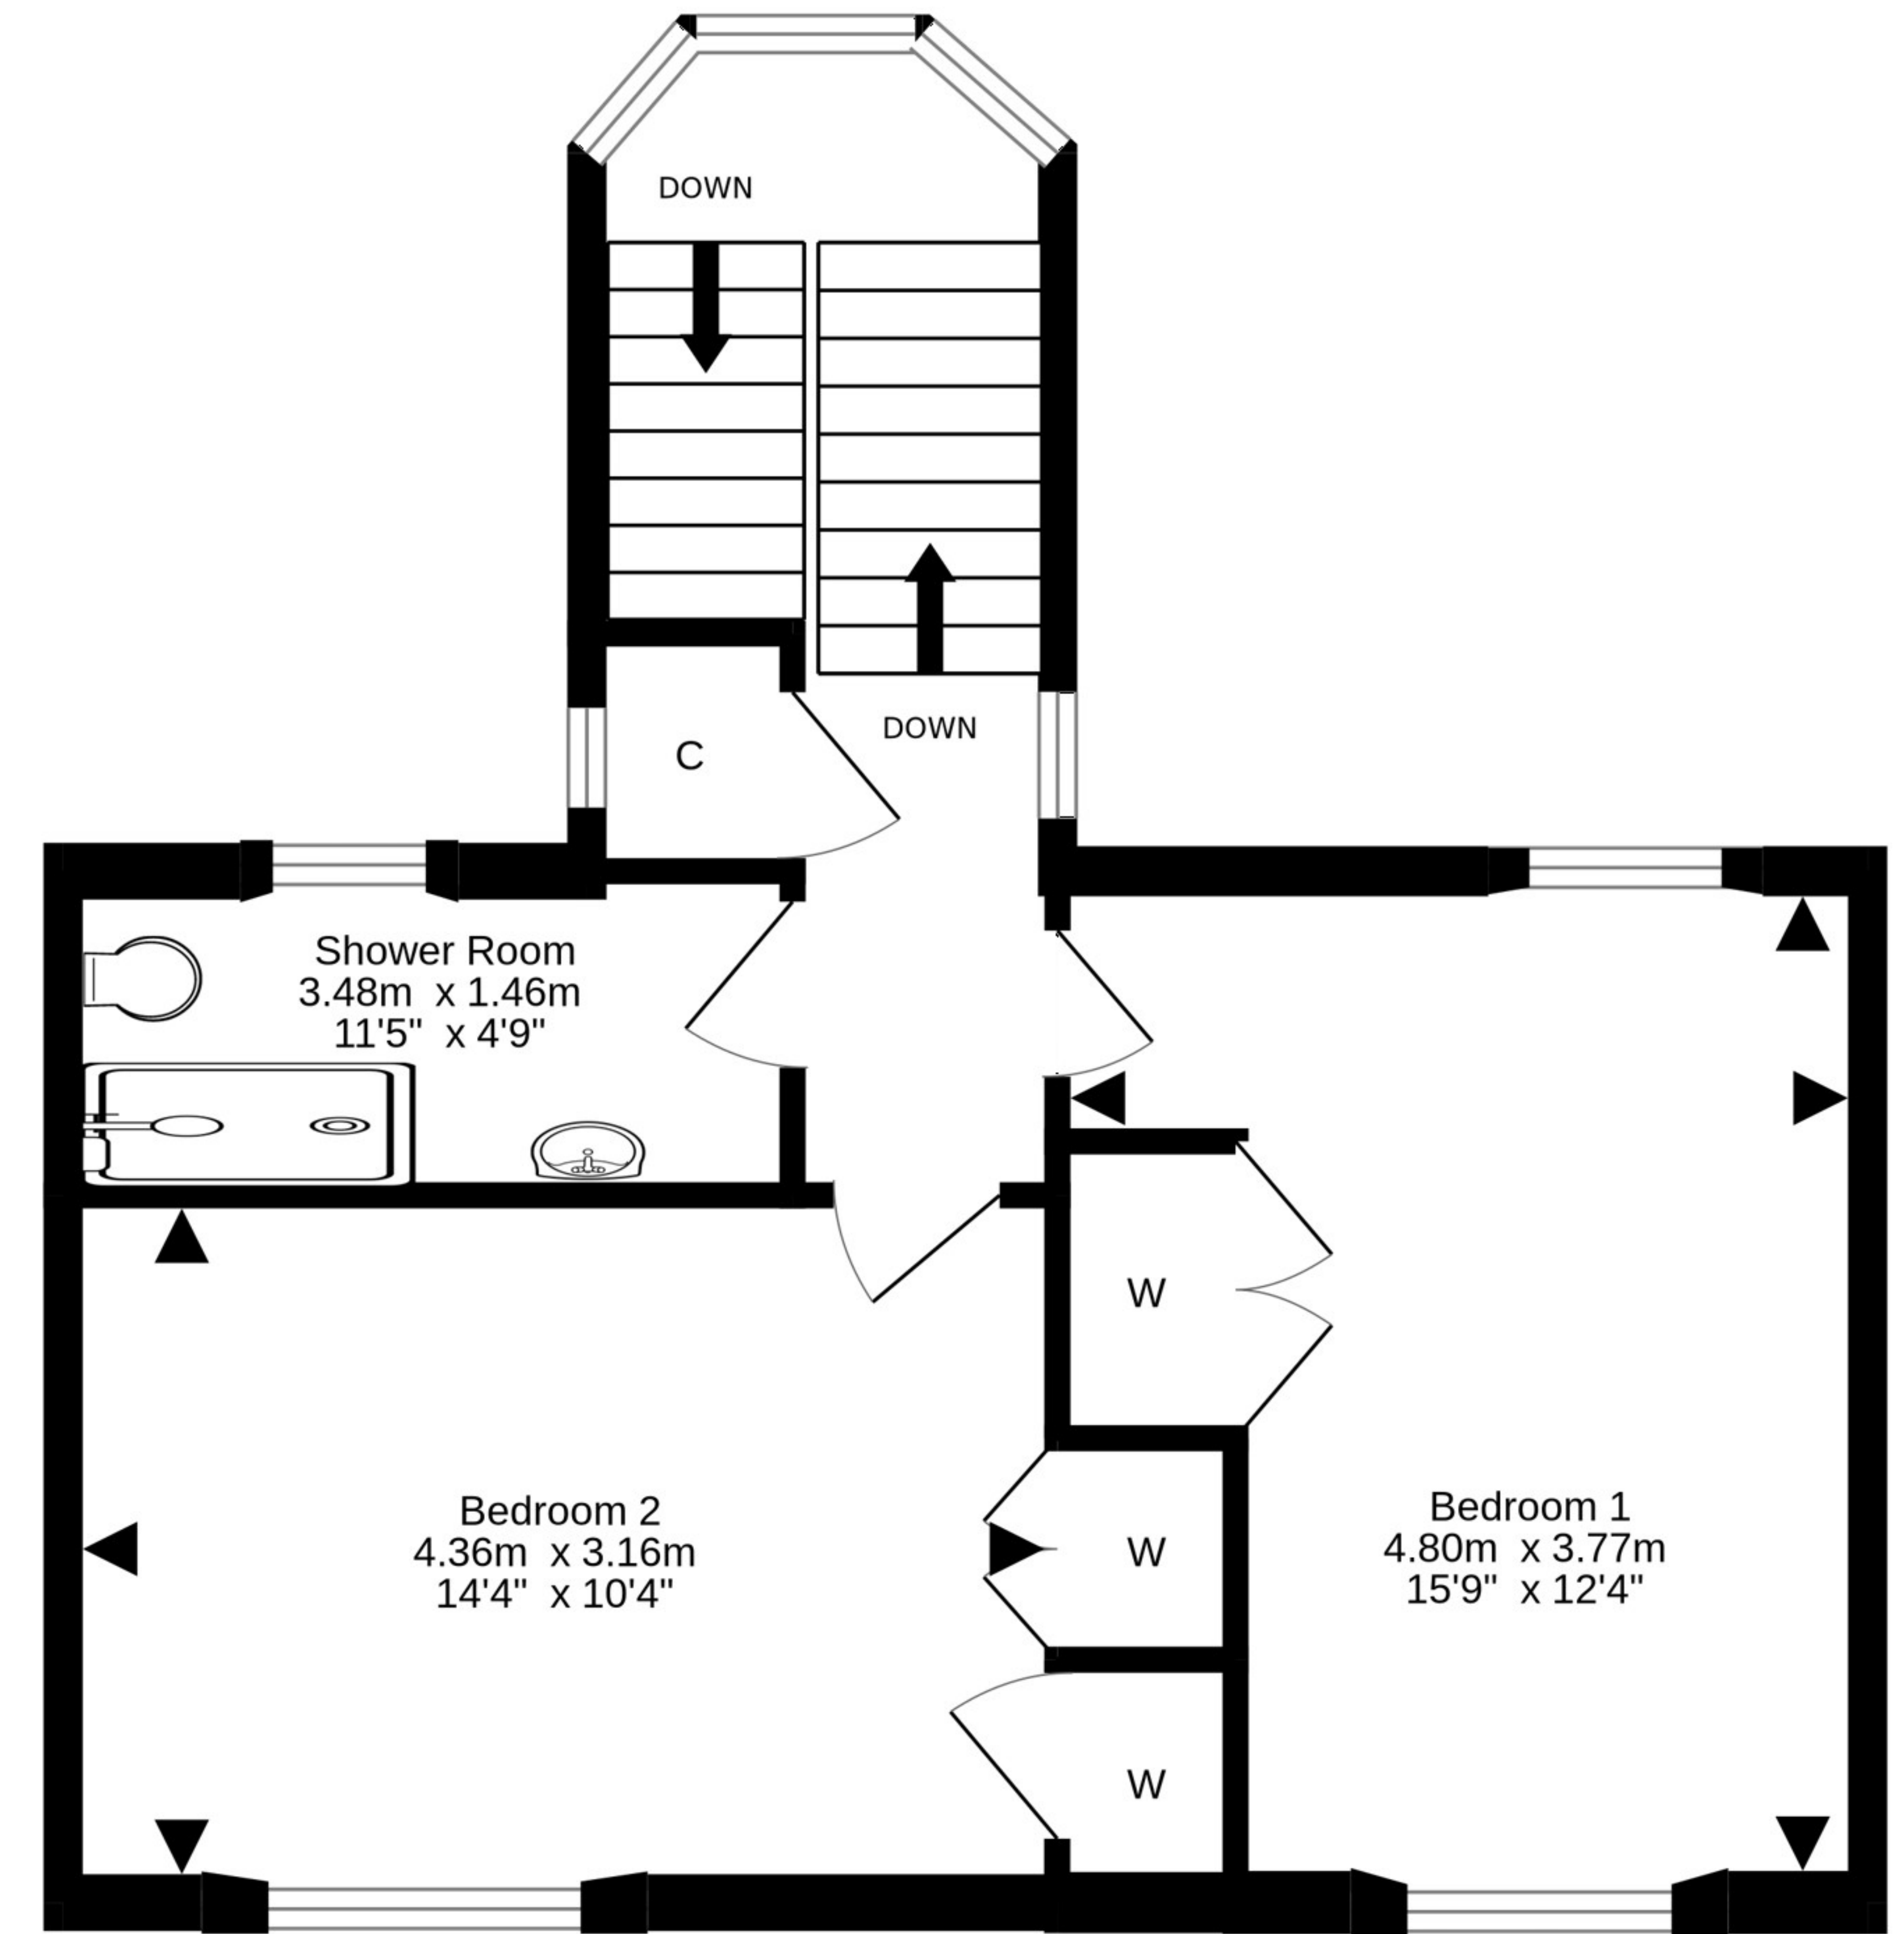 DOWN
DOWN
C
Shower Room
3.48m x 1.46m
11'5" x 4'9"
W
Bedroom 2
4.36m x 3.16m
14'4" x 10'4"
W
Bedroom 1
4.80m x 3.77m
15'9" x 12'4"
W